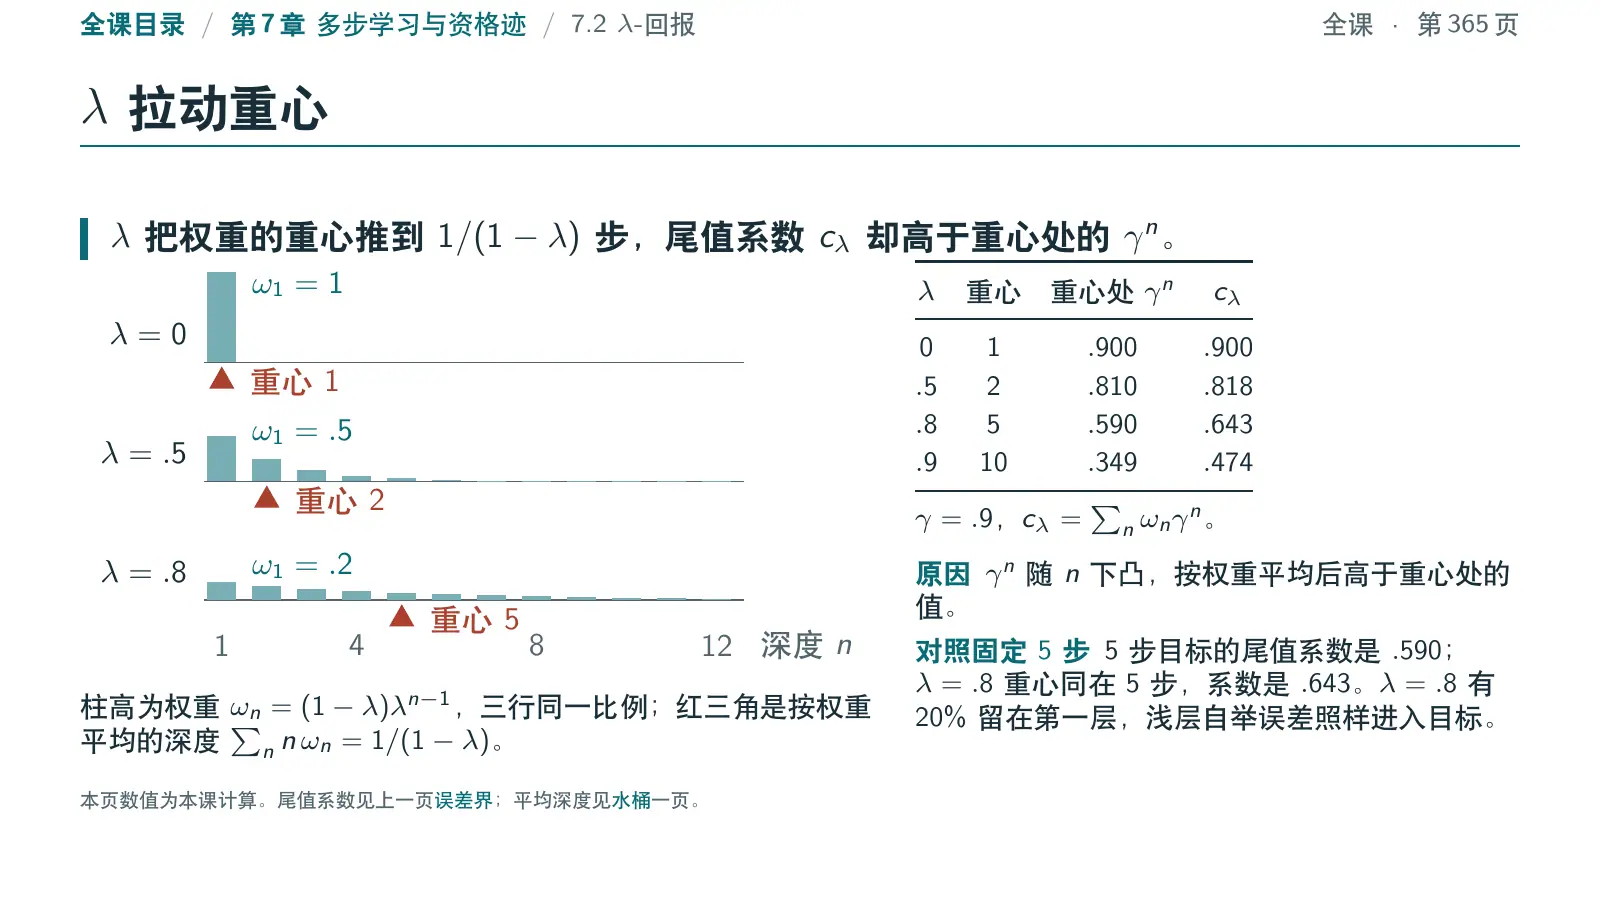 全课目录 / 第 7 章 多步学习与资格迹 / 7.2 λ-回报
全课 · 第 365 页
λ 拉动重心
λ 把权重的重心推到 1/(1 − λ) 步，尾值系数 c_λ 却高于重心处的 γ^n。
λ = 0
ω₁ = 1
▲ 重心 1
λ = .5
ω₁ = .5
▲ 重心 2
λ = .8
ω₁ = .2
▲ 重心 5
1 4 8 12 深度 n
柱高为权重 ω_n = (1 − λ)λ^{n−1}，三行同一比例；红三角是按权重
平均的深度 ∑_n n ω_n = 1/(1 − λ)。
λ 重心 重心处 γ^n c_λ
0 1 .900 .900
.5 2 .810 .818
.8 5 .590 .643
.9 10 .349 .474
γ = .9，c_λ = ∑_n ω_n γ^n。
原因 γ^n 随 n 下凸，按权重平均后高于重心处的
值。
对照固定 5 步 5 步目标的尾值系数是 .590；
λ = .8 重心同在 5 步，系数是 .643。λ = .8 有
20% 留在第一层，浅层自举误差照样进入目标。
本页数值为本课计算。尾值系数见上一页误差界；平均深度见水桶一页。